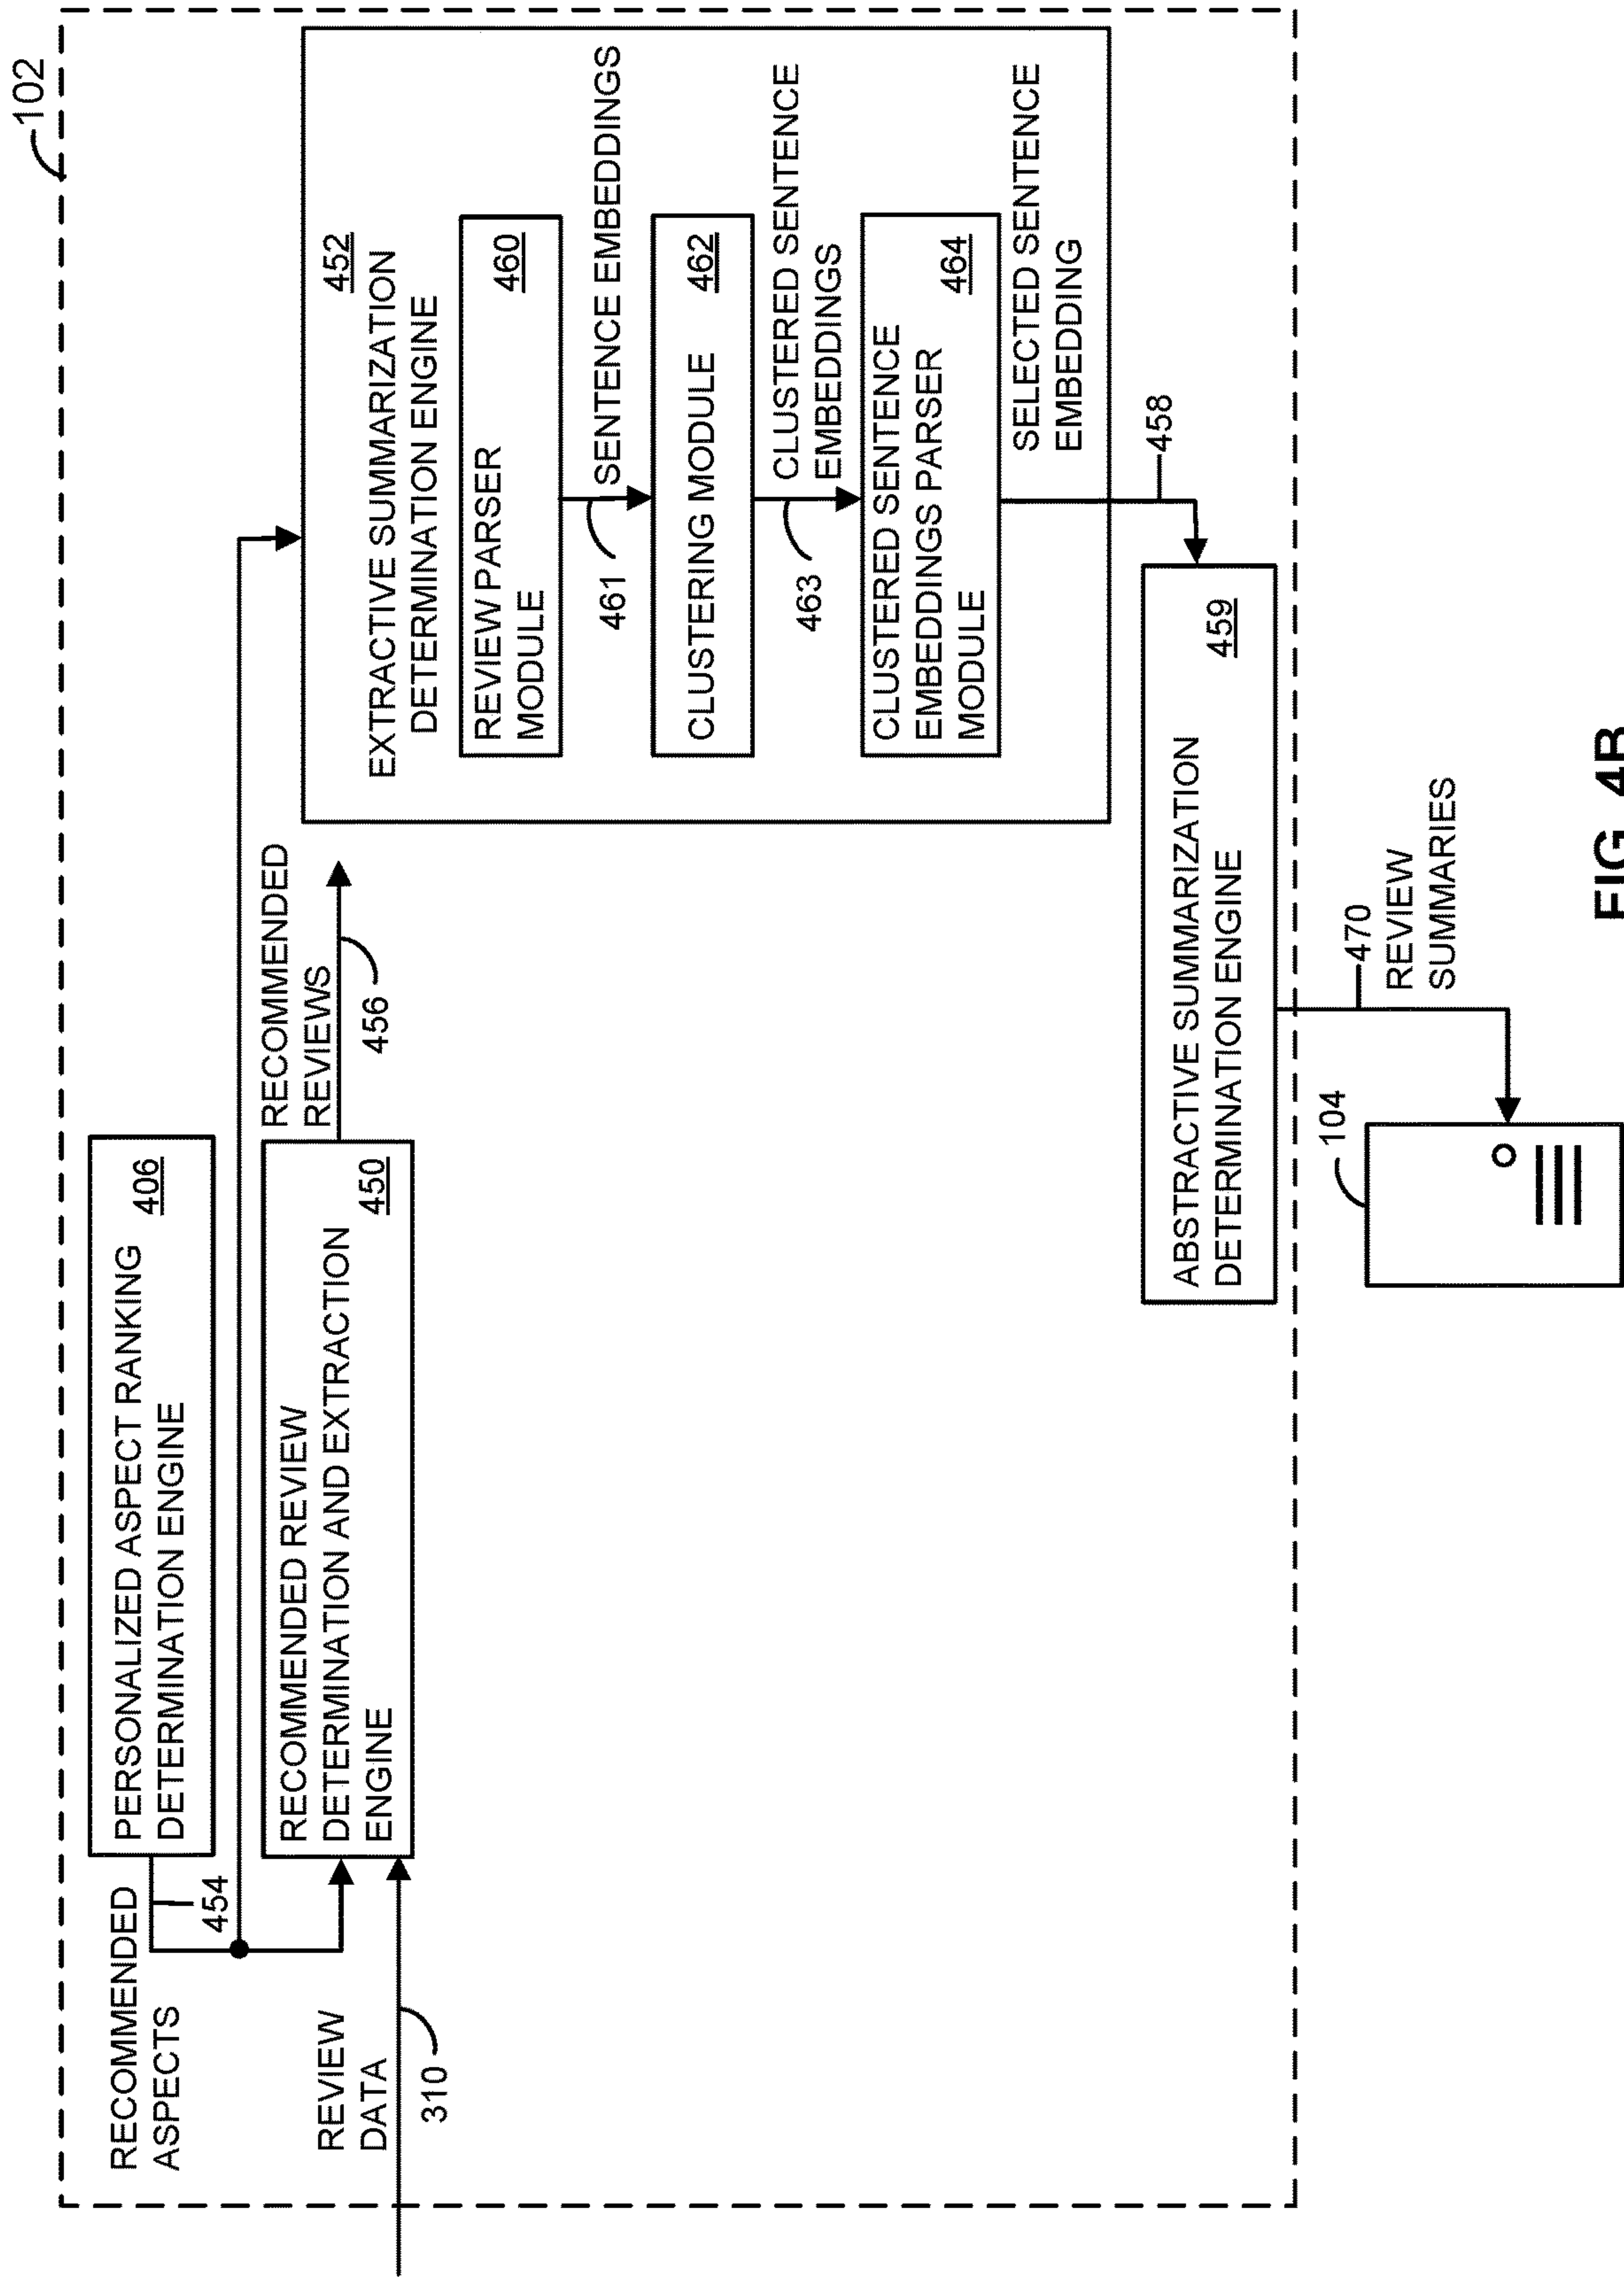 102
PERSONALIZED ASPECT RANKING
DETERMINATION ENGINE
406
RECOMMENDED
ASPECTS
454
RECOMMENDED REVIEW
DETERMINATION AND EXTRACTION
ENGINE
450
REVIEW
DATA
310
RECOMMENDED
REVIEWS
456
452
EXTRACTIVE SUMMARIZATION
DETERMINATION ENGINE
REVIEW PARSER
MODULE
460
461
SENTENCE EMBEDDINGS
CLUSTERING MODULE
462
463
CLUSTERED SENTENCE
EMBEDDINGS
CLUSTERED SENTENCE
EMBEDDINGS PARSER
MODULE
464
SELECTED SENTENCE
EMBEDDING
458
ABSTRACTIVE SUMMARIZATION
DETERMINATION ENGINE
459
470
REVIEW
SUMMARIES
104
FIG. 4B